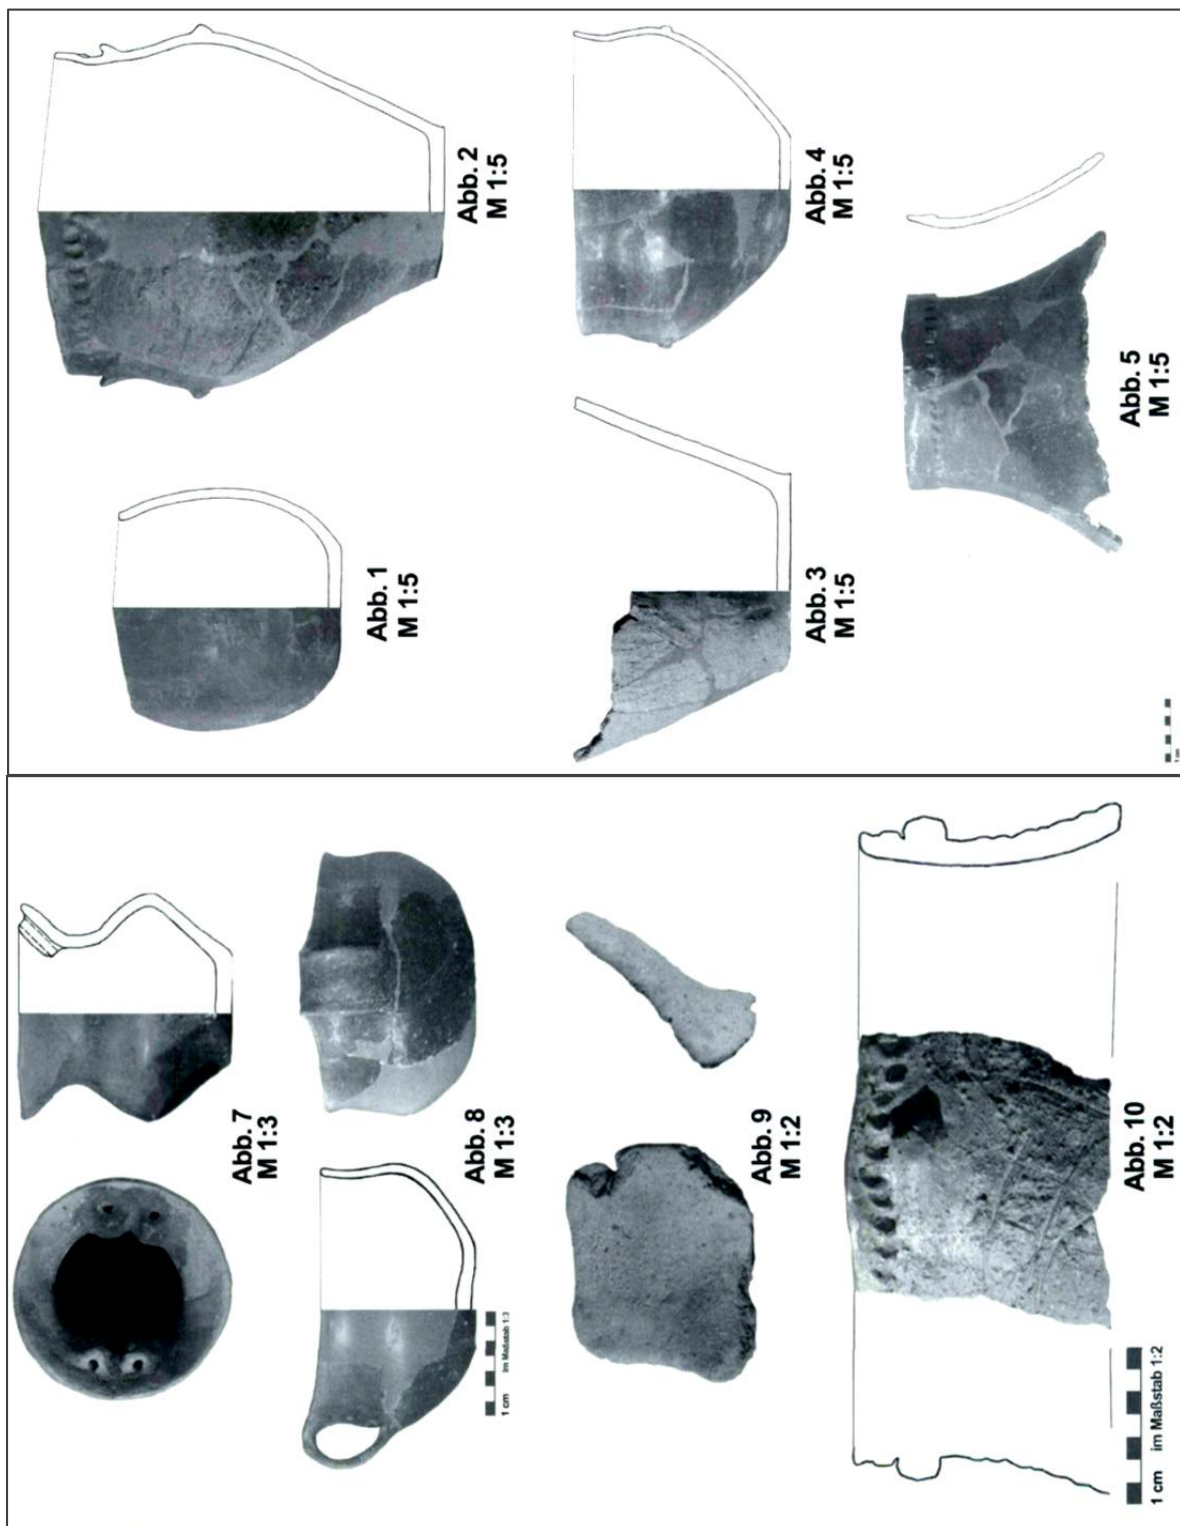 Abb. 2
M 1:5
Abb. 1
M 1:5
Abb. 4
M 1:5
Abb. 3
M 1:5
Abb. 5
M 1:5
Abb. 7
M 1:3
Abb. 8
M 1:3
1 cm im Maßstab 1:3
Abb. 9
M 1:2
Abb. 10
M 1:2
1 cm im Maßstab 1:2